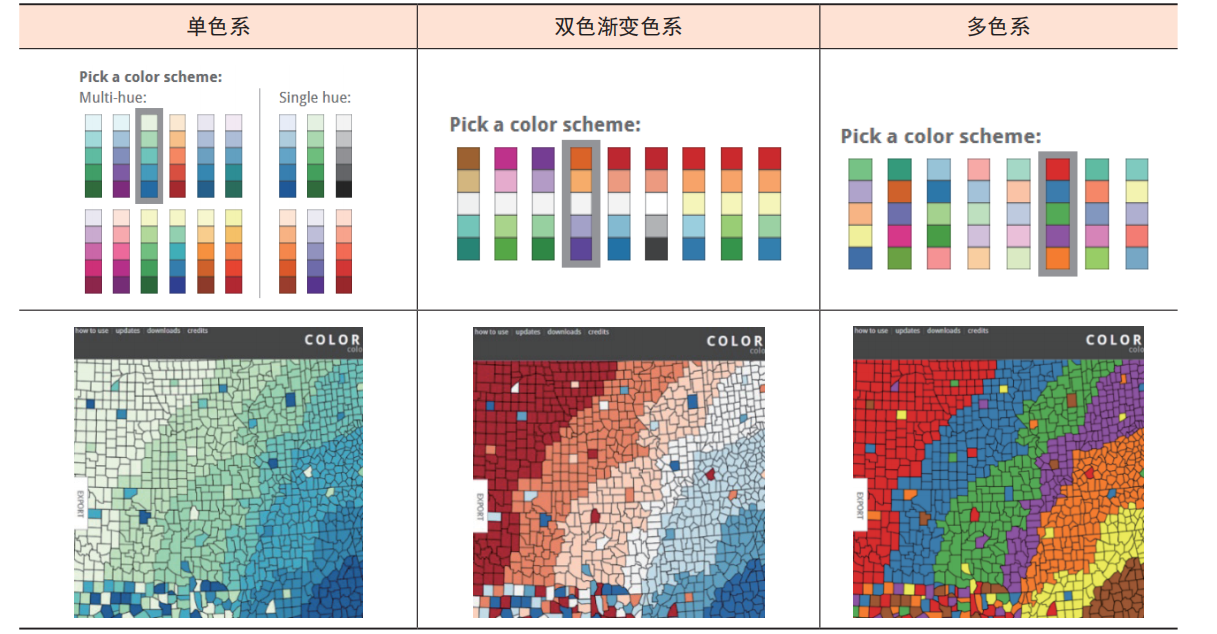 单色系
双色渐变色系
多色系
Pick a color scheme:
Multi-hue:
Single hue:
Pick a color scheme:
Pick a color scheme:
how to use updates downloads credits
COLOR
colo
EXPORT
how to use updates downloads credits
COLOR
colo
EXPORT
how to use updates downloads credits
COLOR
colo
EXPORT